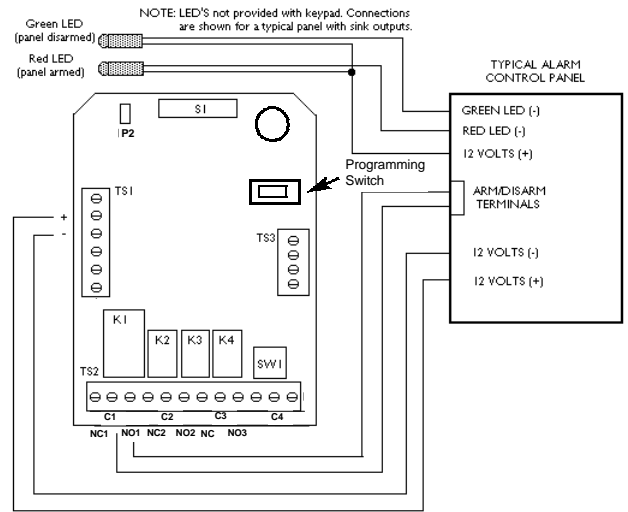 NOTE: LED'S not provided with keypad. Connections
are shown for a typical panel with sink outputs.
Green LED
(panel disarmed)
Red LED
(panel armed)
TYPICAL ALARM
CONTROL PANEL
S1
P2
GREEN LED (-)
RED LED (-)
12 VOLTS (+)
Programming
Switch
ARM/DISARM
TERMINALS
TS1
+
-
TS3
12 VOLTS (-)
12 VOLTS (+)
K1
K2
K3
K4
SW1
TS2
C1
C2
C3
C4
NC1
NO1
NC2
NO2
NC
NO3